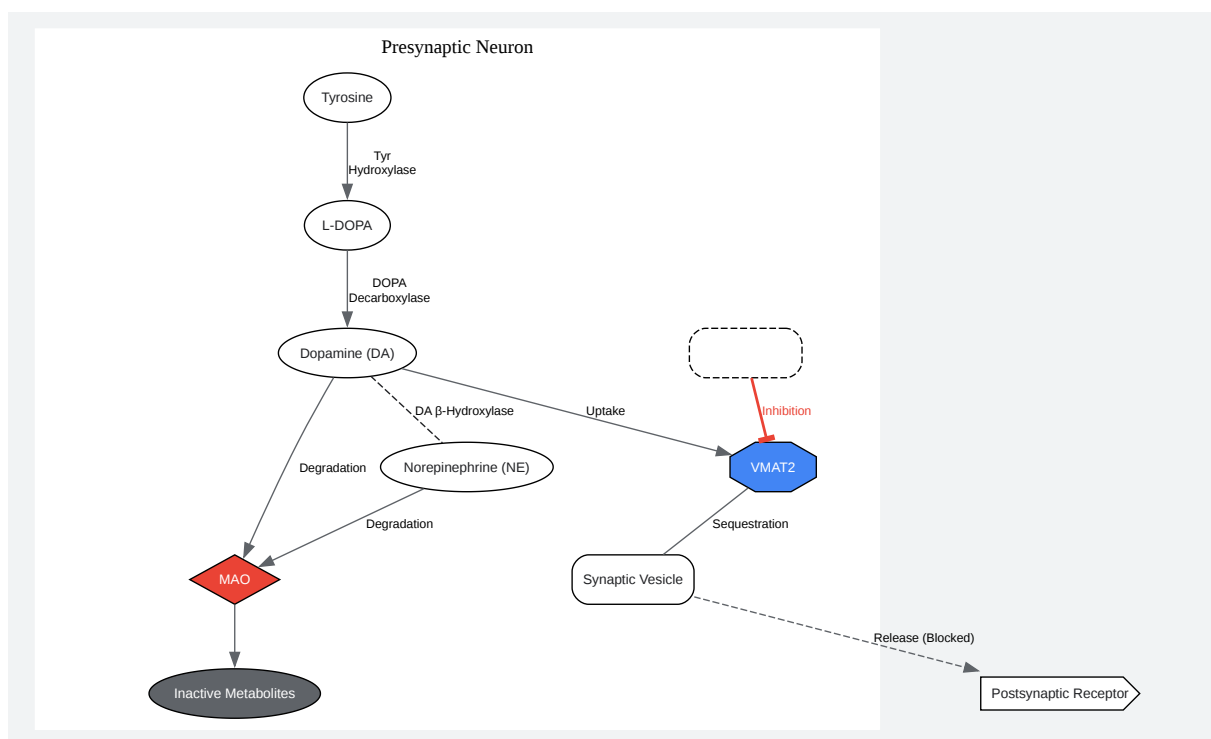 Presynaptic Neuron
Tyrosine
Tyr
Hydroxylase
L-DOPA
DOPA
Decarboxylase
Dopamine (DA)
DA β-Hydroxylase
Uptake
Inhibition
Degradation
Norepinephrine (NE)
VMAT2
Degradation
Sequestration
MAO
Synaptic Vesicle
Release (Blocked)
Inactive Metabolites
Postsynaptic Receptor